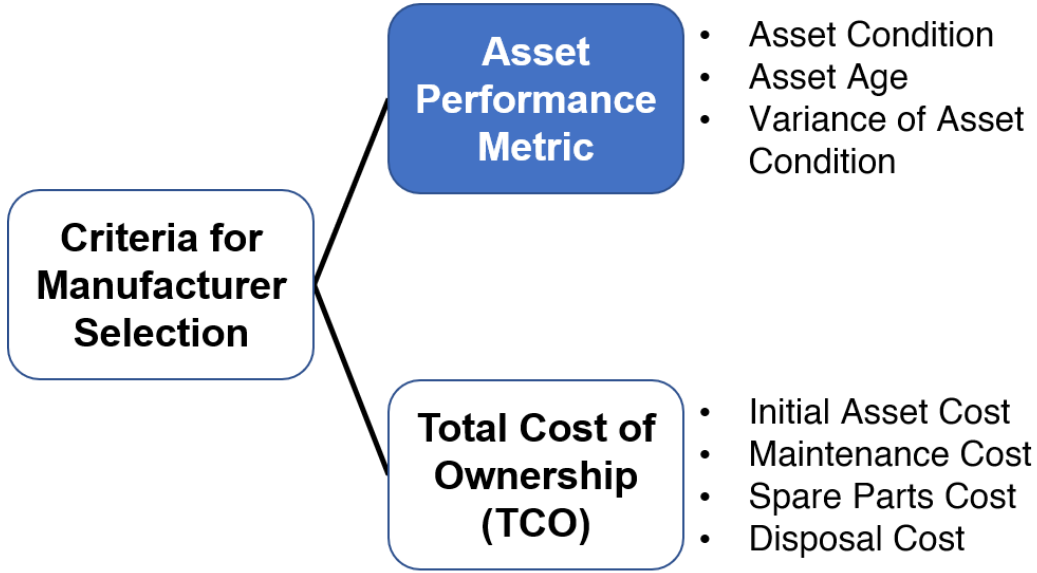 Asset
Performance
Metric
• Asset Condition
• Asset Age
• Variance of Asset
Condition
Criteria for
Manufacturer
Selection
Total Cost of
Ownership
(TCO)
• Initial Asset Cost
• Maintenance Cost
• Spare Parts Cost
• Disposal Cost